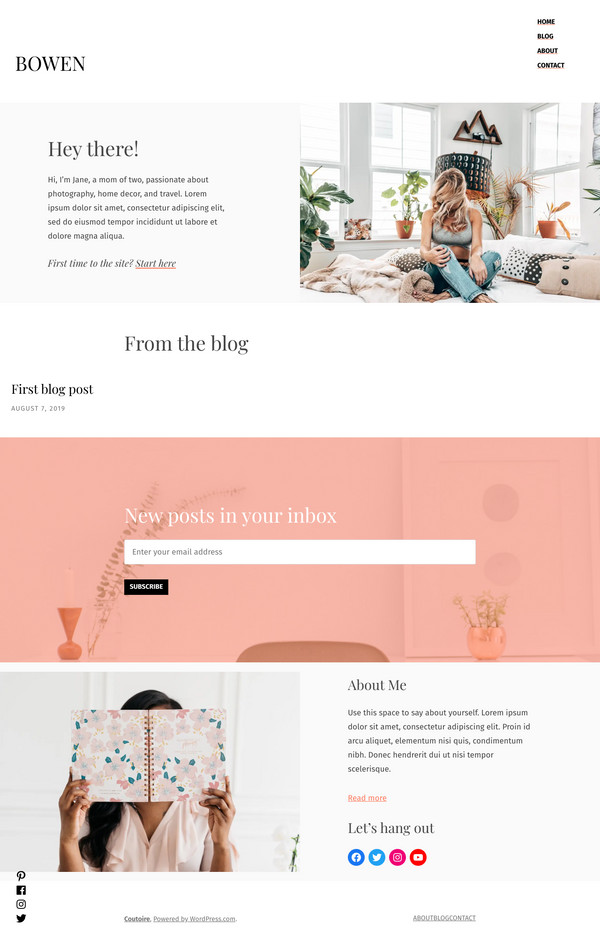 HOME
BLOG
ABOUT
CONTACT
BOWEN
Hey there!
Hi, I'm Jane, a mom of two, passionate about
photography, home decor, and travel. Lorem
ipsum dolor sit amet, consectetur adipiscing elit,
sed do eiusmod tempor incididunt ut labore et
dolore magna aliqua.
First time to the site? Start here
From the blog
First blog post
AUGUST 7, 2019
New posts in your inbox
Enter your email address
SUBSCRIBE
About Me
Use this space to say about yourself. Lorem ipsum
dolor sit amet, consectetur adipiscing elit. Proin id
arcu aliquet, elementum nisi quis, condimentum
nibh. Donec hendrerit dui ut nisi tempor
scelerisque.
Read more
Let's hang out
Coutoire. Powered by WordPress.com.
ABOUTBLOGCONTACT